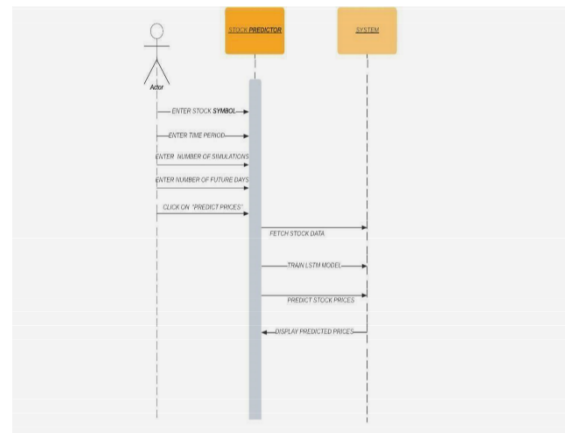 STOCK PREDICTOR
SYSTEM
Actor
ENTER STOCK SYMBOL
ENTER TIME PERIOD
ENTER NUMBER OF SIMULATIONS
ENTER NUMBER OF FUTURE DAYS
CLICK ON "PREDICT PRICES"
FETCH STOCK DATA
TRAIN LSTM MODEL
PREDICT STOCK PRICES
DISPLAY PREDICTED PRICES